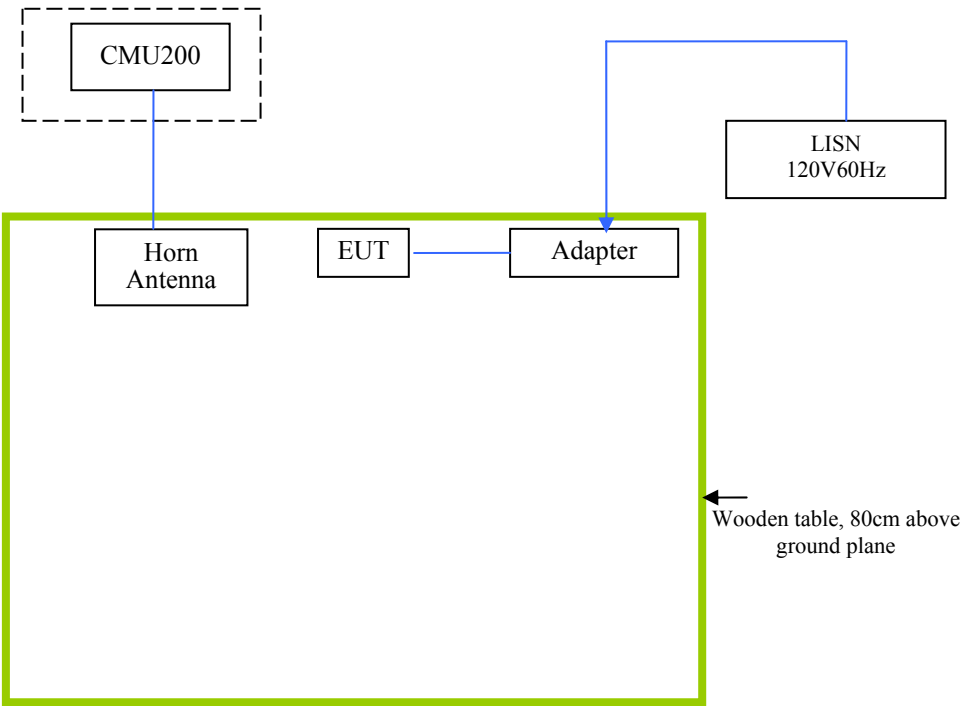 CMU200
LISN
120V60Hz
Horn
Antenna
EUT
Adapter
Wooden table, 80cm above
ground plane